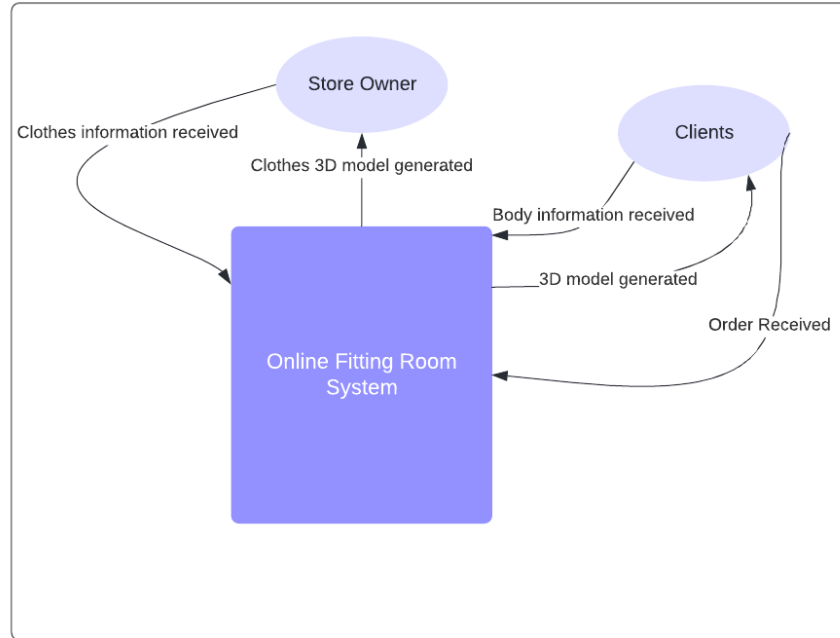 Store Owner
Clients
Clothes information received
Clothes 3D model generated
Body information received
3D model generated
Order Received
Online Fitting Room
System